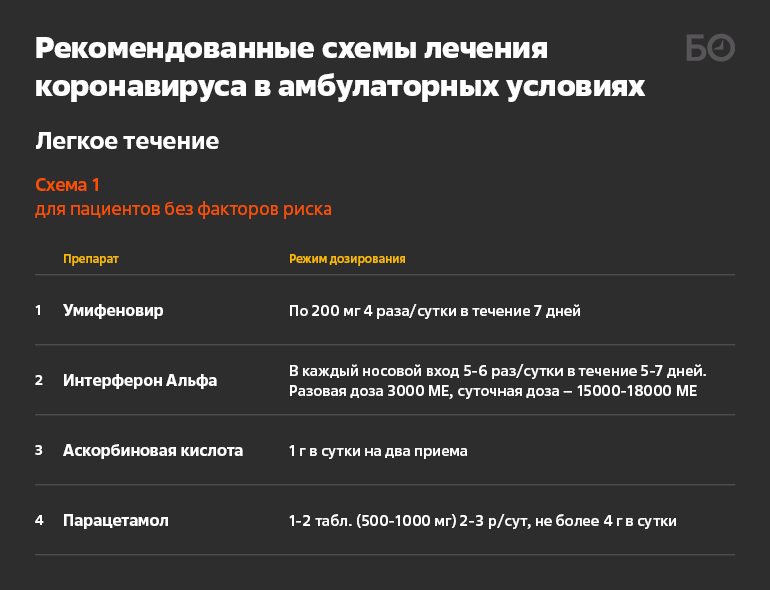 Рекомендованные схемы лечения
коронавируса в амбулаторных условиях
БО
Легкое течение
Схема 1
для пациентов без факторов риска
Препарат Режим дозирования
1 Умифеновир По 200 мг 4 раза/сутки в течение 7 дней
2 Интерферон Альфа В каждый носовой вход 5-6 раз/сутки в течение 5-7 дней.
Разовая доза 3000 МЕ, суточная доза – 15000-18000 МЕ
3 Аскорбиновая кислота 1 г в сутки на два приема
4 Парацетамол 1-2 табл. (500-1000 мг) 2-3 р/сут, не более 4 г в сутки